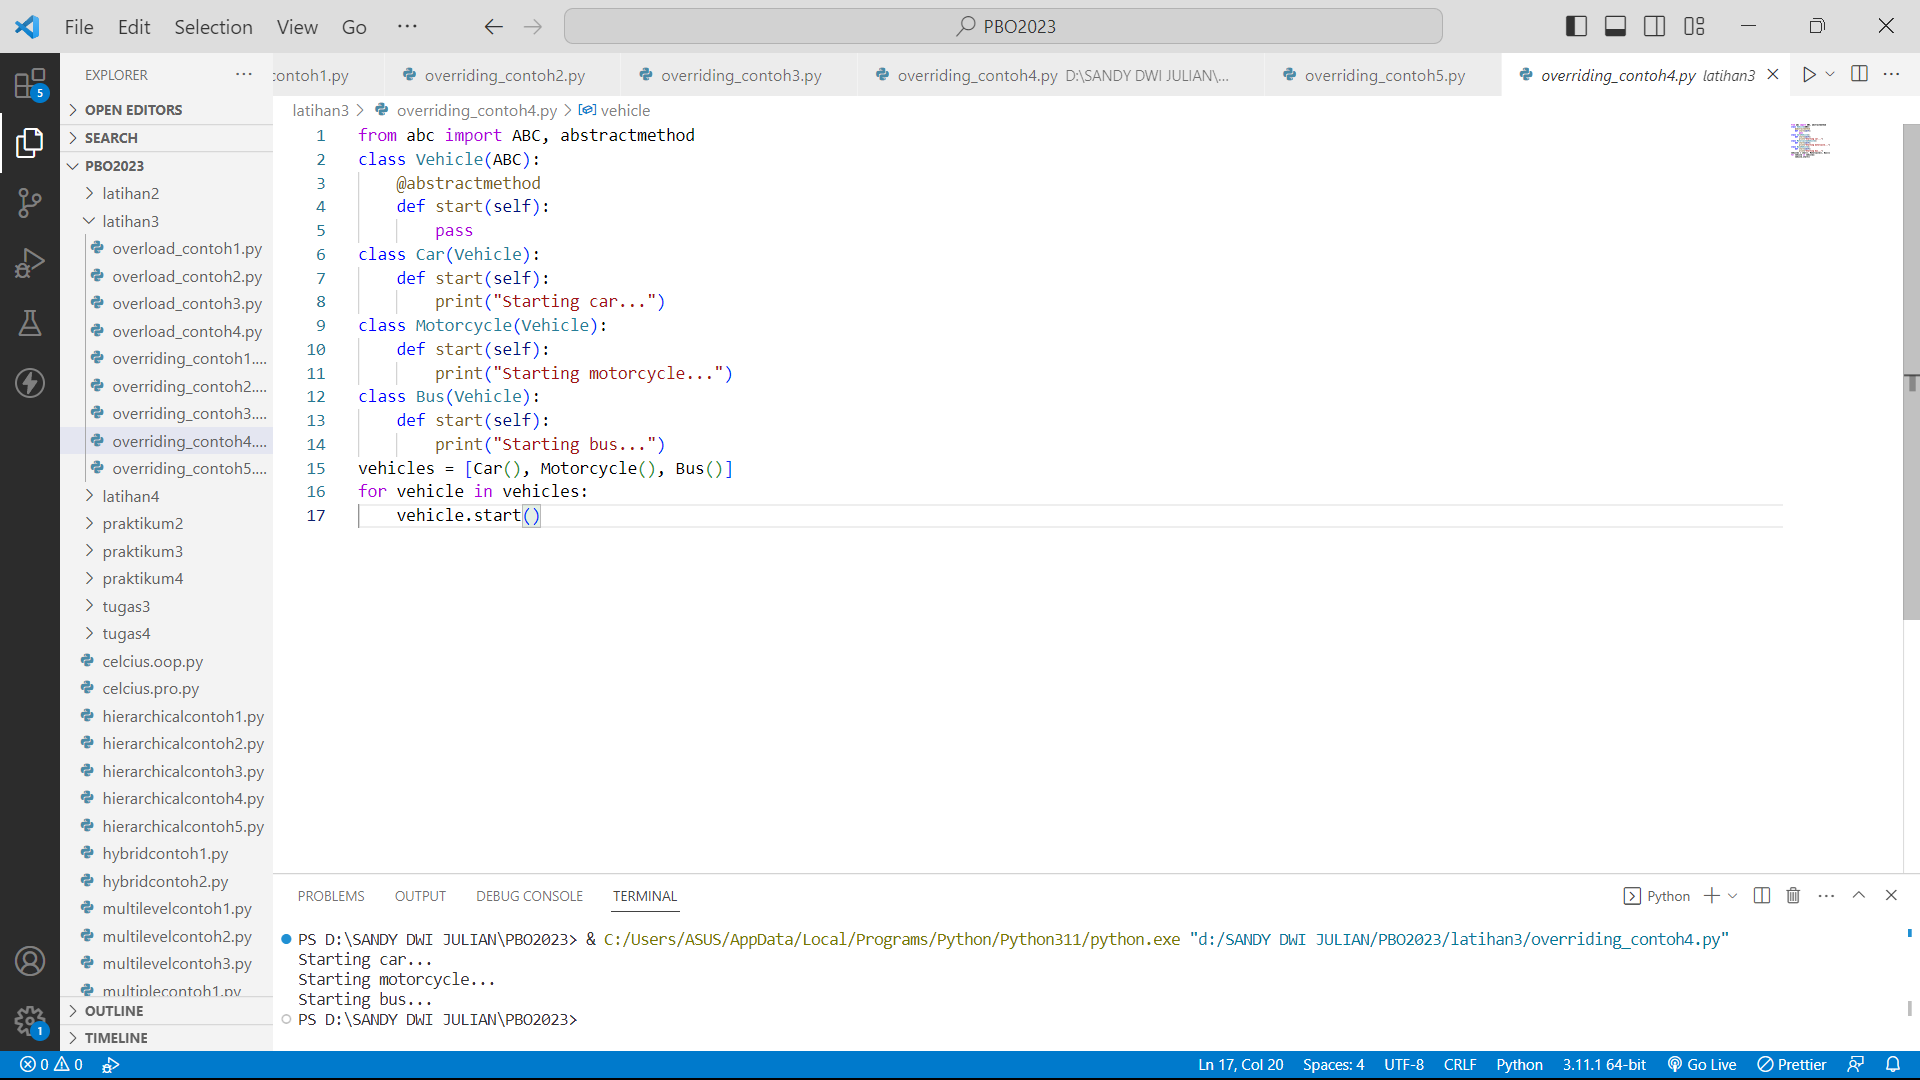 File Edit Selection View Go ··· PBO2023
5
EXPLORER ···
OPEN EDITORS
SEARCH
PBO2023
latihan2
latihan3
overload_contoh1.py
overload_contoh2.py
overload_contoh3.py
overload_contoh4.py
overriding_contoh1....
overriding_contoh2....
overriding_contoh3....
overriding_contoh4....
overriding_contoh5....
latihan4
praktikum2
praktikum3
praktikum4
tugas3
tugas4
celcius.oop.py
celcius.pro.py
hierarchicalcontoh1.py
hierarchicalcontoh2.py
hierarchicalcontoh3.py
hierarchicalcontoh4.py
hierarchicalcontoh5.py
hybridcontoh1.py
hybridcontoh2.py
multilevelcontoh1.py
multilevelcontoh2.py
multilevelcontoh3.py
multiplecontoh1.py
OUTLINE
TIMELINE
1
contoh1.py overriding_contoh2.py overriding_contoh3.py overriding_contoh4.py D:\SANDY DWI JULIAN\... overriding_contoh5.py overriding_contoh4.py latihan3
latihan3 > overriding_contoh4.py > vehicle
1 from abc import ABC, abstractmethod
2 class Vehicle(ABC):
3 @abstractmethod
4 def start(self):
5 pass
6 class Car(Vehicle):
7 def start(self):
8 print("Starting car...")
9 class Motorcycle(Vehicle):
10 def start(self):
11 print("Starting motorcycle...")
12 class Bus(Vehicle):
13 def start(self):
14 print("Starting bus...")
15 vehicles = [Car(), Motorcycle(), Bus()]
16 for vehicle in vehicles:
17 vehicle.start()
PROBLEMS OUTPUT DEBUG CONSOLE TERMINAL Python
PS D:\SANDY DWI JULIAN\PBO2023> & C:/Users/ASUS/AppData/Local/Programs/Python/Python311/python.exe "d:/SANDY DWI JULIAN/PBO2023/latihan3/overriding_contoh4.py"
Starting car...
Starting motorcycle...
Starting bus...
PS D:\SANDY DWI JULIAN\PBO2023>
0 0 Ln 17, Col 20 Spaces: 4 UTF-8 CRLF Python 3.11.1 64-bit Go Live Prettier